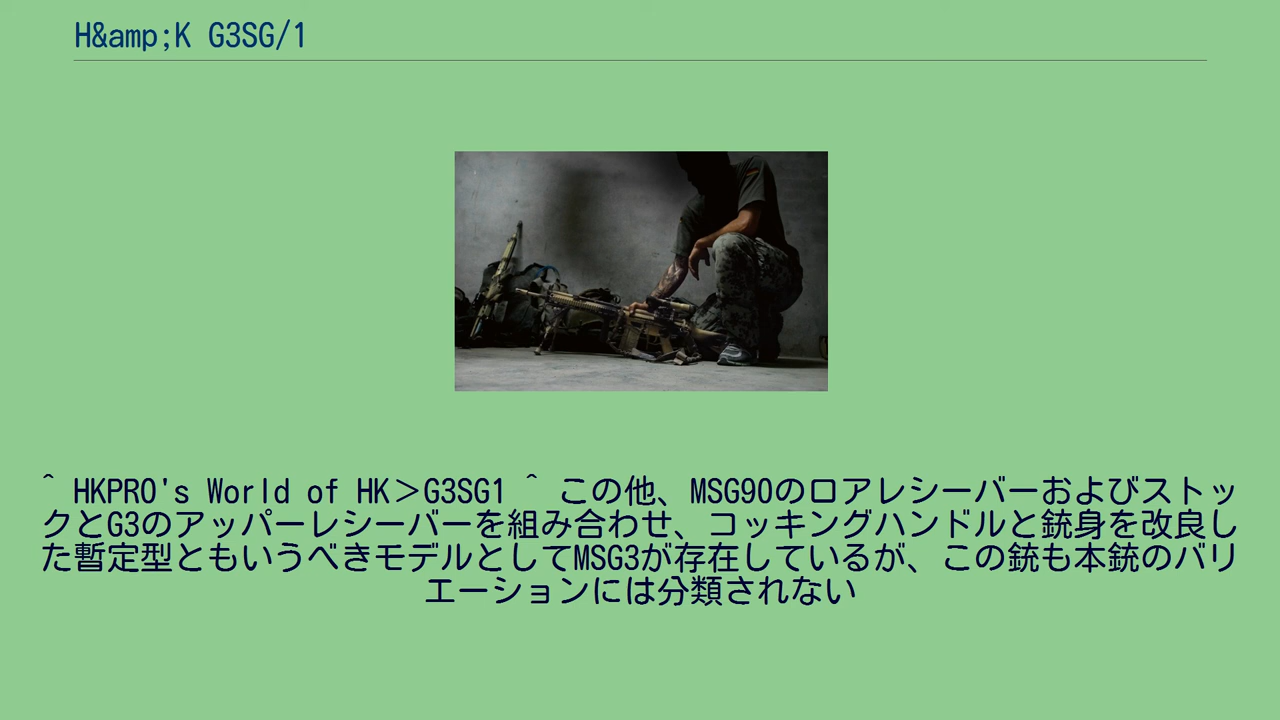 H&amp;K G3SG/1
^ HKPRO's World of HK＞G3SG1 ^ この他、MSG90のロアレシーバーおよびストッ
クとG3のアッパーレシーバーを組み合わせ、コッキングハンドルと銃身を改良し
た暫定型ともいうべきモデルとしてMSG3が存在しているが、この銃も本銃のバリ
エーションには分類されない